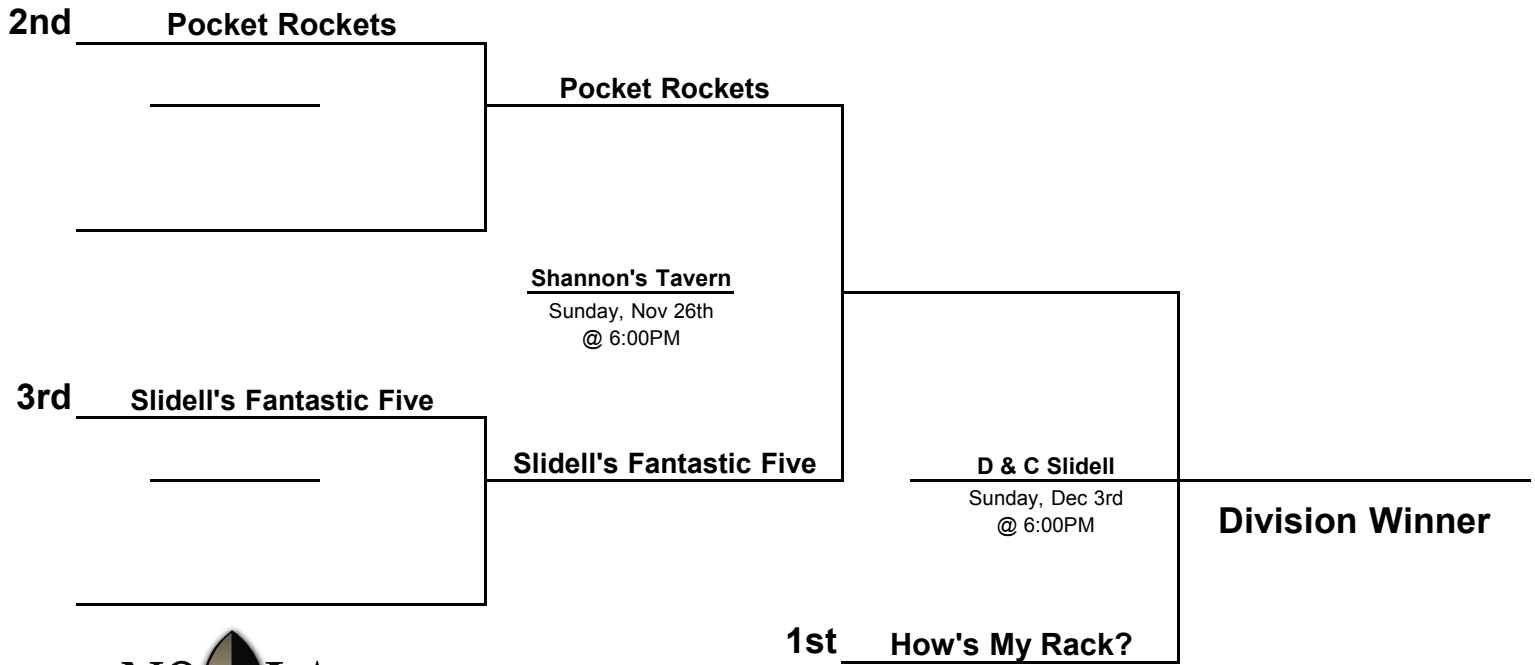 2nd Pocket Rockets
Pocket Rockets
Shannon's Tavern
Sunday, Nov 26th
@ 6:00PM
3rd Slidell's Fantastic Five
Slidell's Fantastic Five
D & C Slidell
Sunday, Dec 3rd
@ 6:00PM
Division Winner
1st How's My Rack?